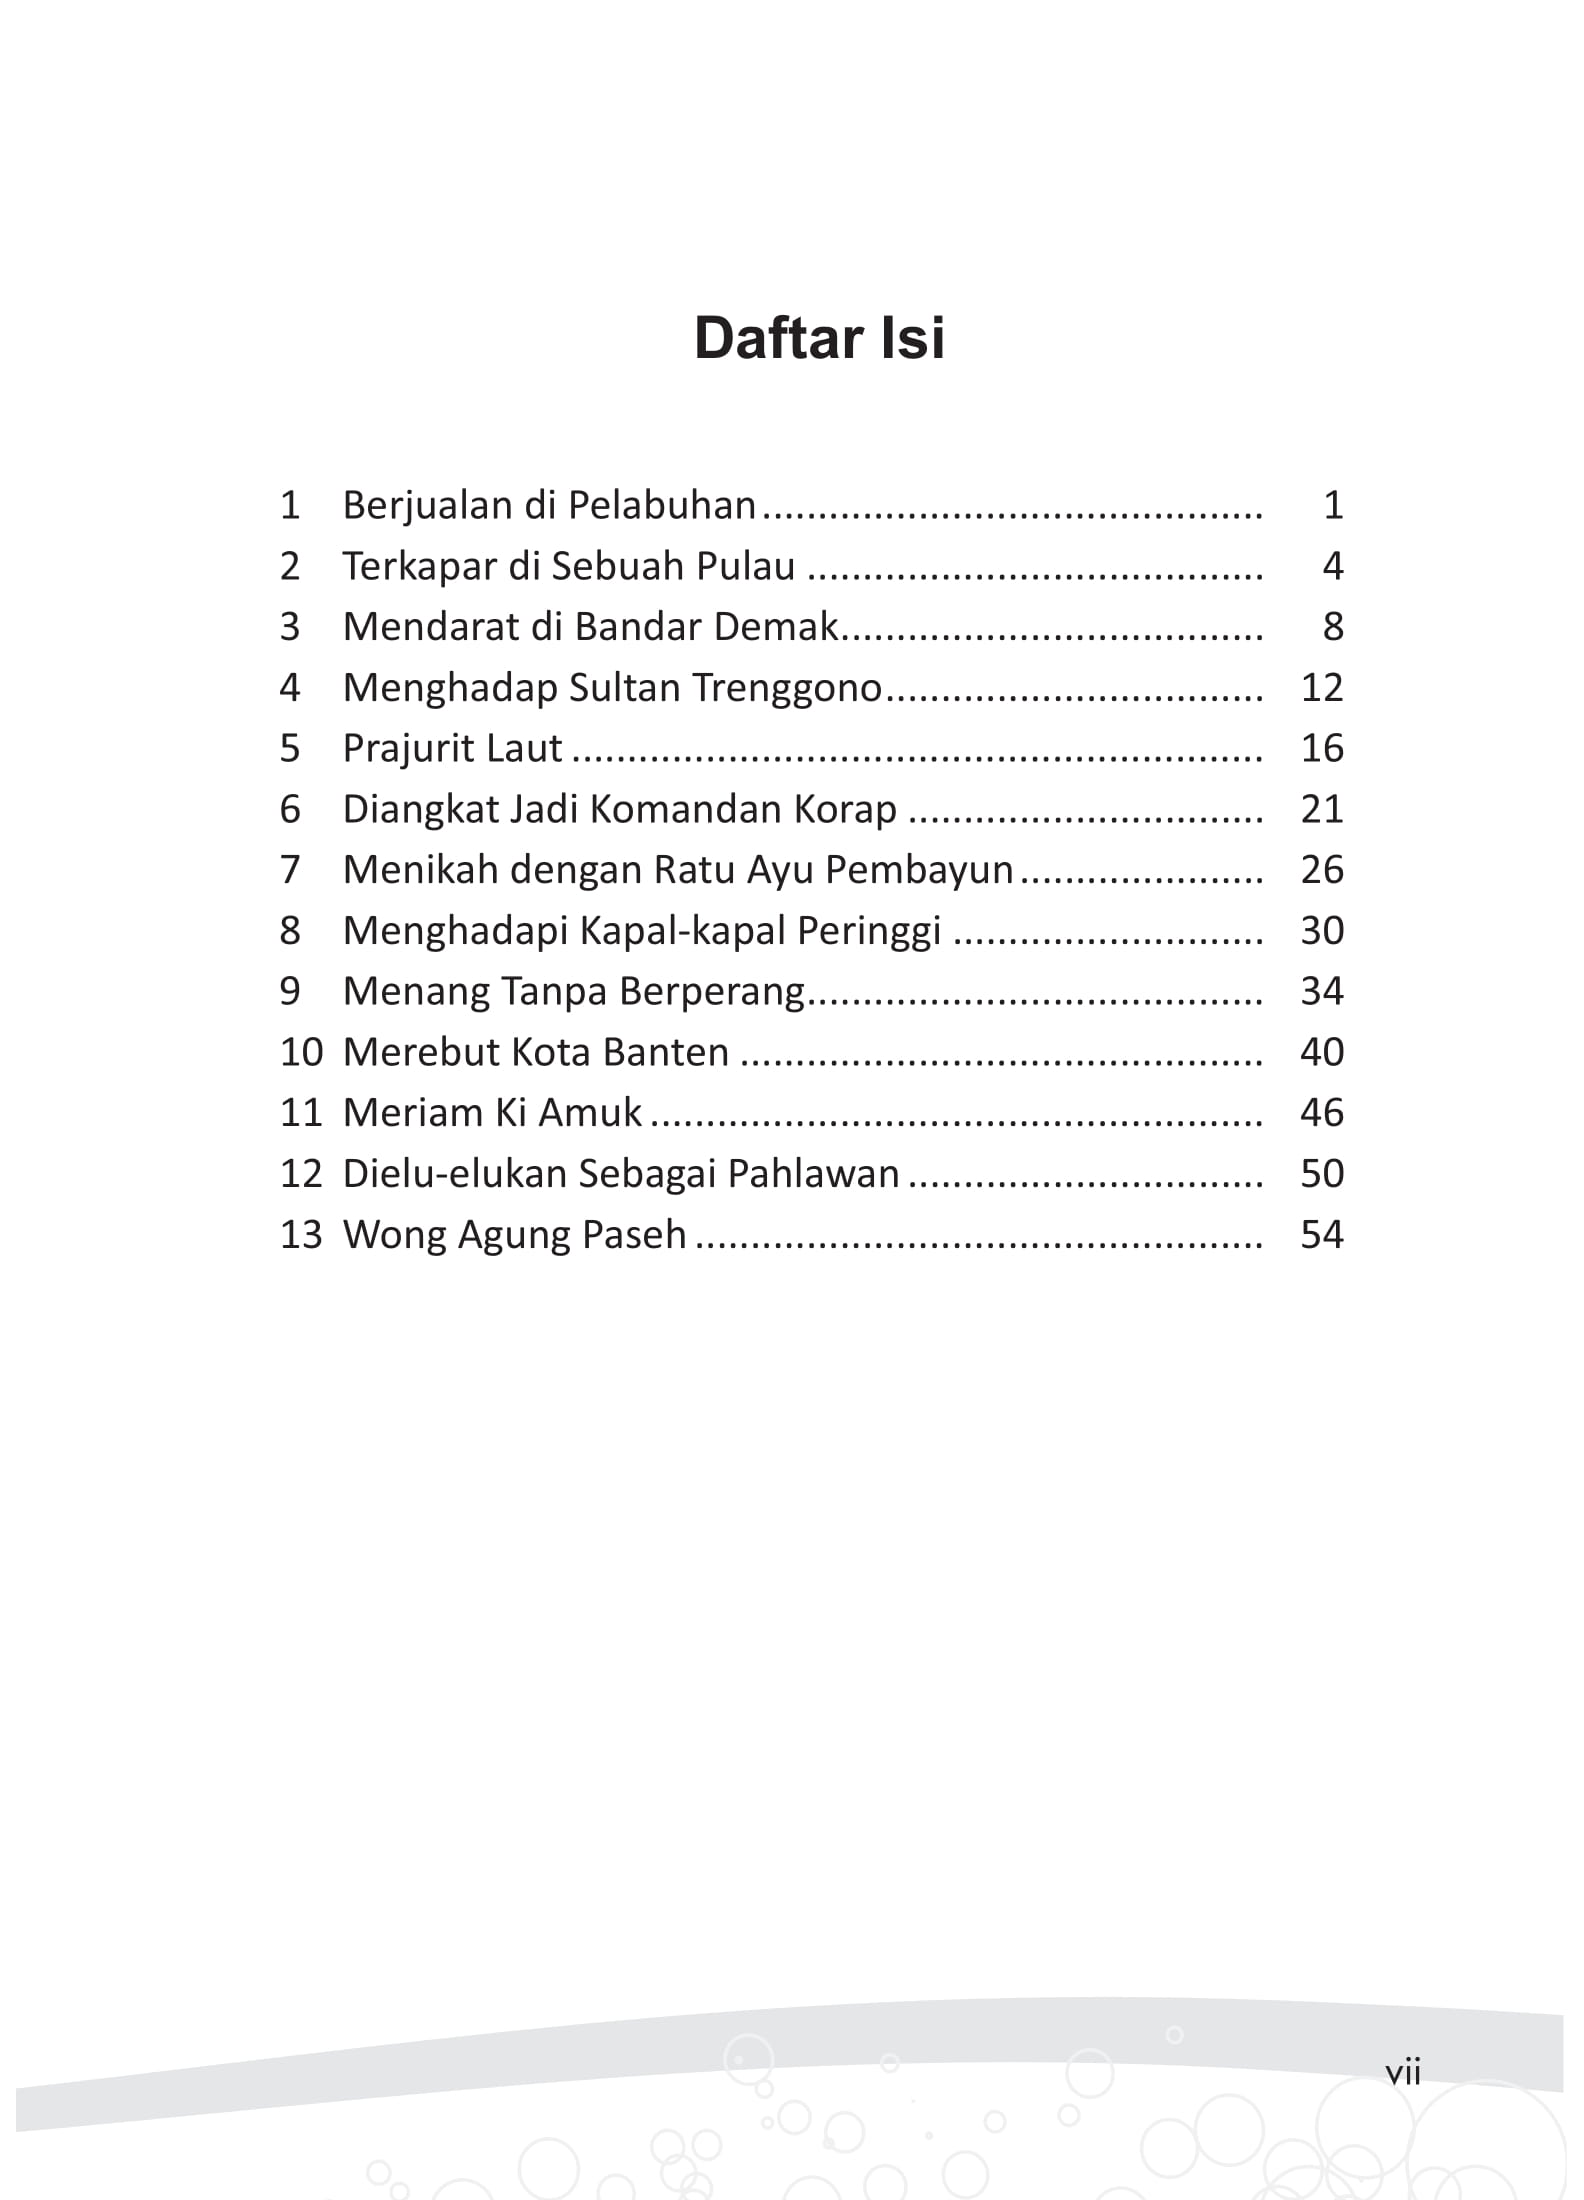 Daftar Isi
1 Berjualan di Pelabuhan ............................................. 1
2 Terkapar di Sebuah Pulau ......................................... 4
3 Mendarat di Bandar Demak...................................... 8
4 Menghadap Sultan Trenggono.................................. 12
5 Prajurit Laut .............................................................. 16
6 Diangkat Jadi Komandan Korap ................................ 21
7 Menikah dengan Ratu Ayu Pembayun...................... 26
8 Menghadapi Kapal-kapal Peringgi ............................ 30
9 Menang Tanpa Berperang......................................... 34
10 Merebut Kota Banten ............................................... 40
11 Meriam Ki Amuk ....................................................... 46
12 Dielu-elukan Sebagai Pahlawan ................................ 50
13 Wong Agung Paseh ................................................... 54
vii